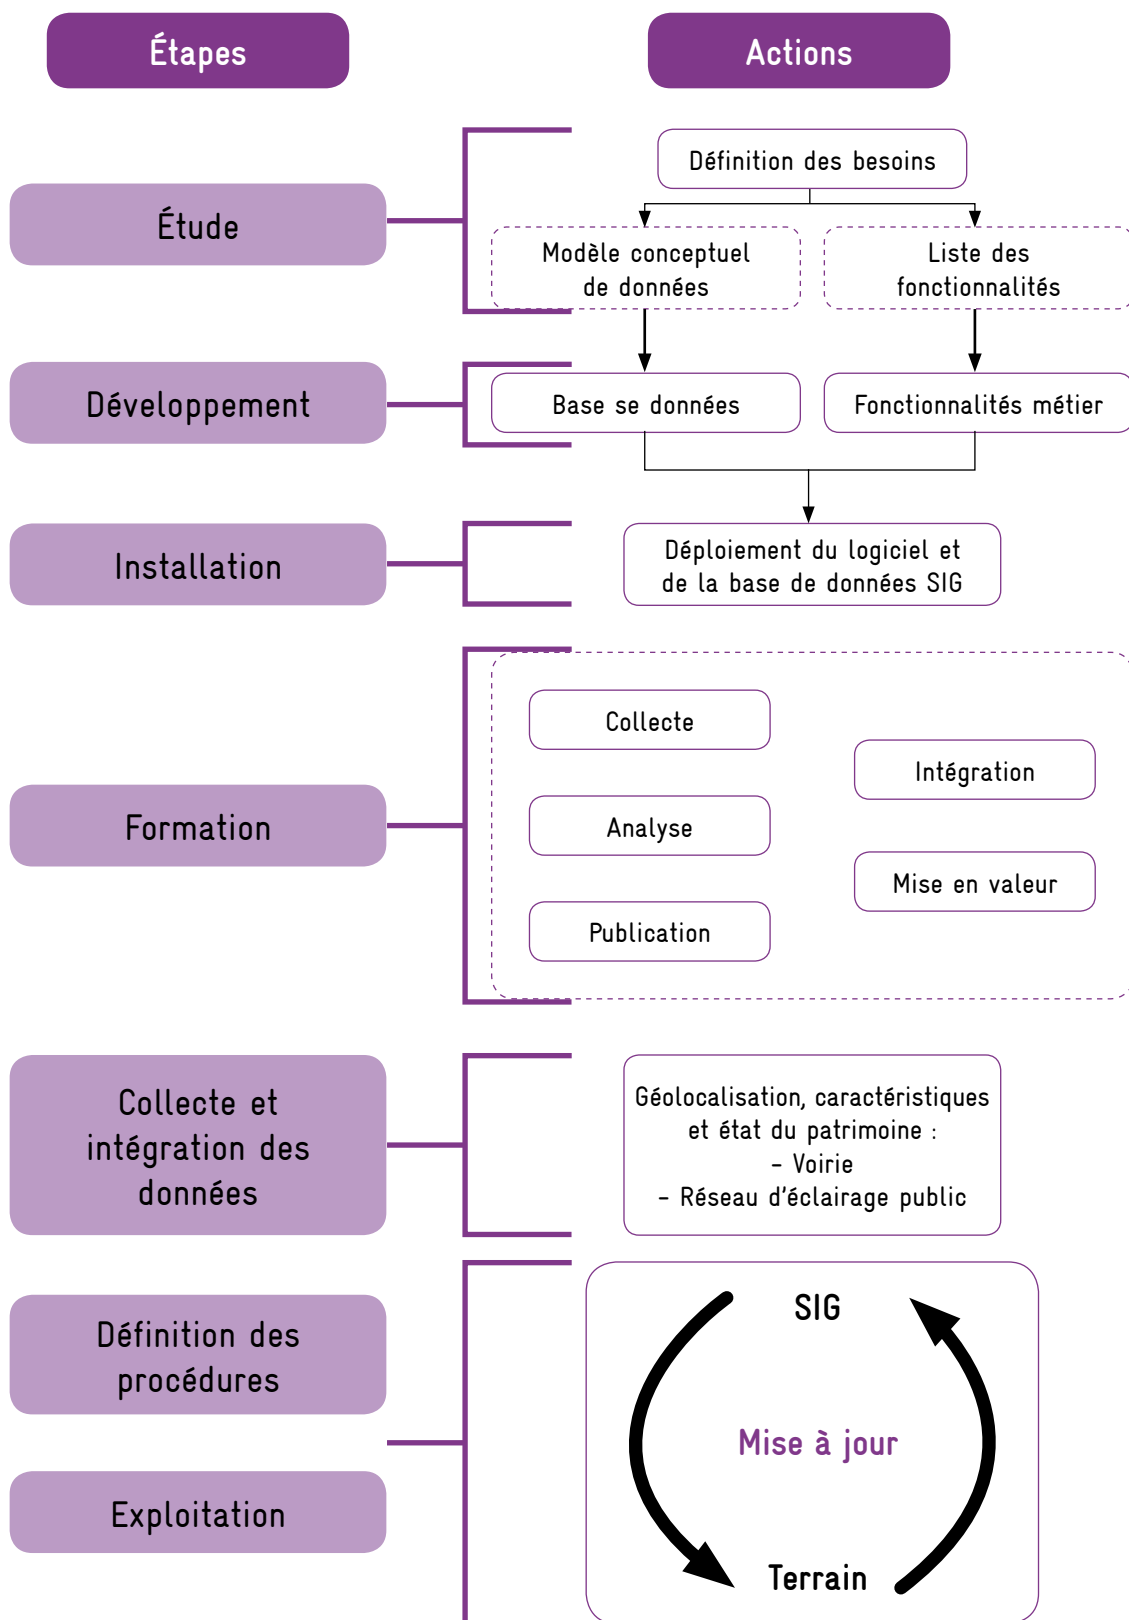 Étapes
Actions
Étude
Définition des besoins
Modèle conceptuel
de données
Liste des
fonctionnalités
Développement
Base se données
Fonctionnalités métier
Installation
Déploiement du logiciel et
de la base de données SIG
Formation
Collecte
Intégration
Analyse
Mise en valeur
Publication
Collecte et
intégration des
données
Géolocalisation, caractéristiques
et état du patrimoine :
- Voirie
- Réseau d'éclairage public
Définition des
procédures
Exploitation
SIG
Mise à jour
Terrain